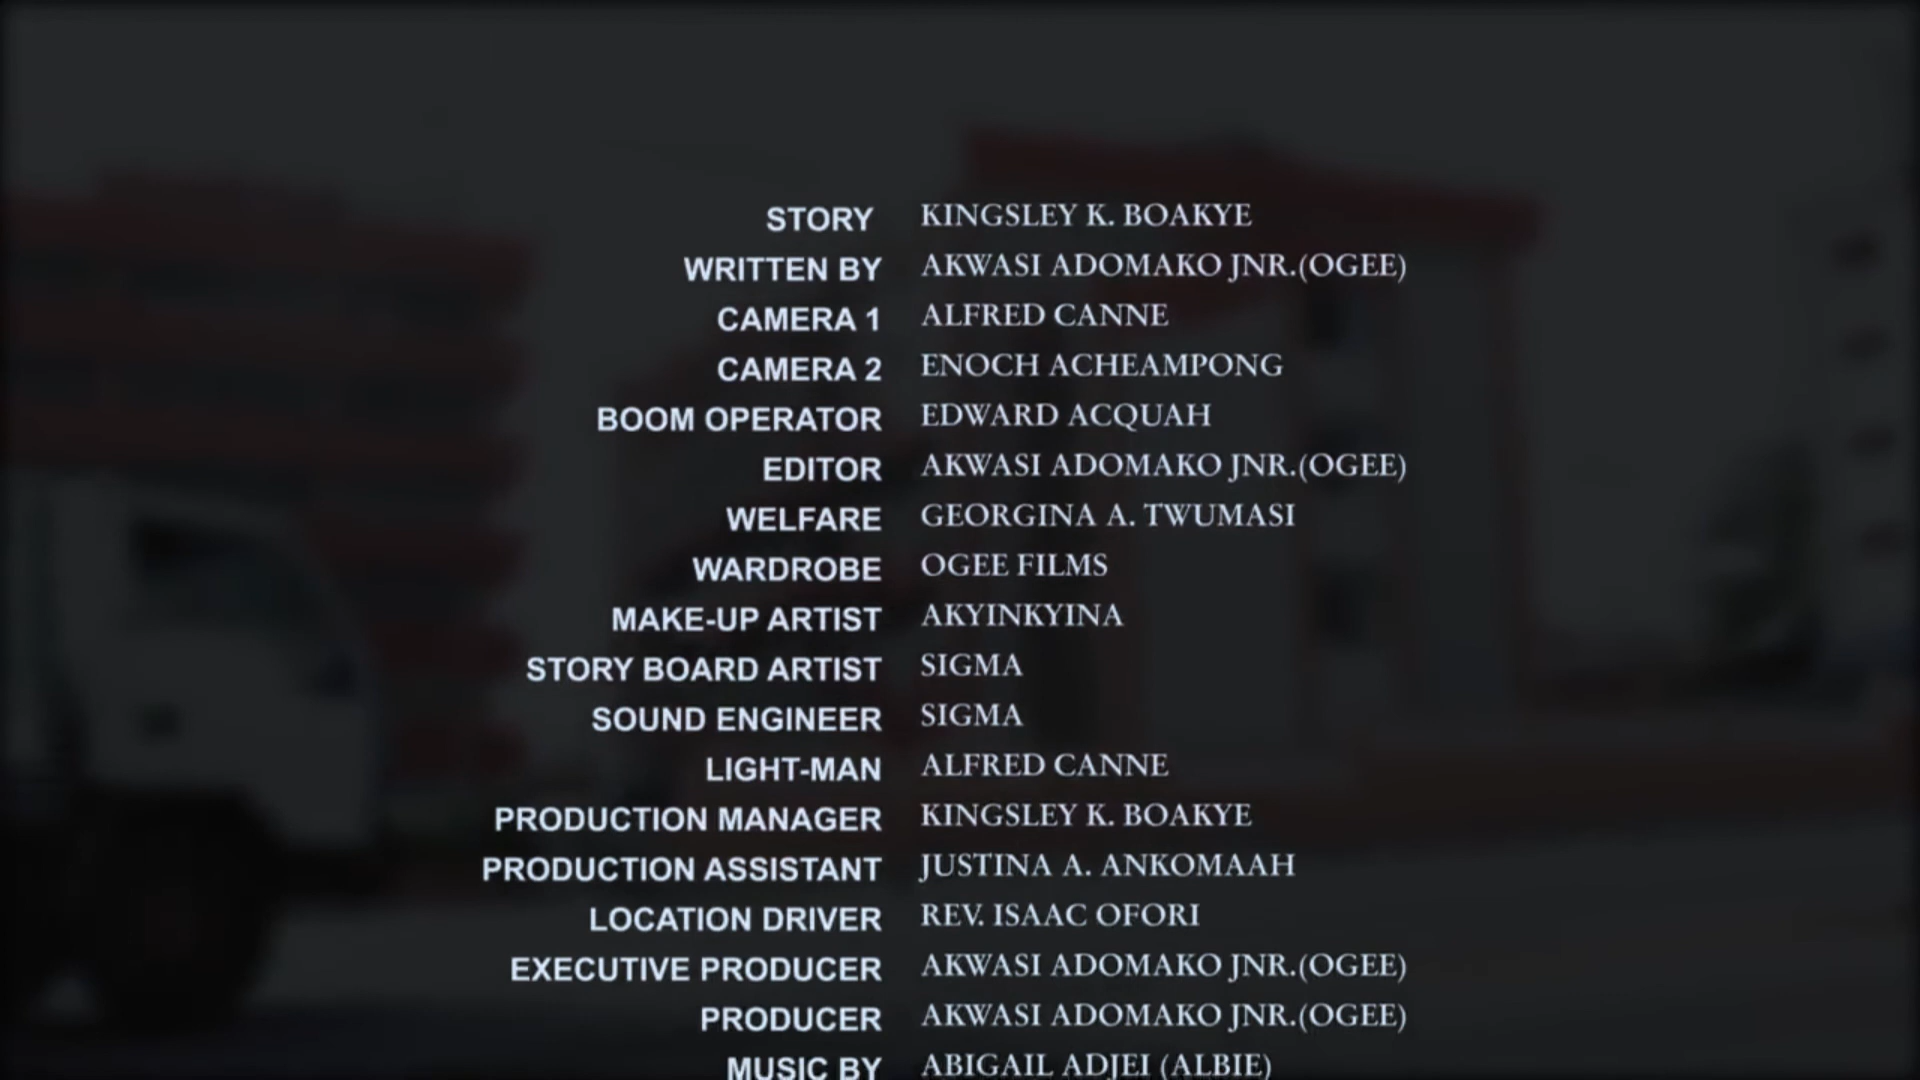 STORY KINGSLEY K. BOAKYE
WRITTEN BY AKWASI ADOMAKO JNR.(OGEE)
CAMERA 1 ALFRED CANNE
CAMERA 2 ENOCH ACHEAMPONG
BOOM OPERATOR EDWARD ACQUAH
EDITOR AKWASI ADOMAKO JNR.(OGEE)
WELFARE GEORGINA A. TWUMASI
WARDROBE OGEE FILMS
MAKE-UP ARTIST AKYINKYINA
STORY BOARD ARTIST SIGMA
SOUND ENGINEER SIGMA
LIGHT-MAN ALFRED CANNE
PRODUCTION MANAGER KINGSLEY K. BOAKYE
PRODUCTION ASSISTANT JUSTINA A. ANKOMAAH
LOCATION DRIVER REV. ISAAC OFORI
EXECUTIVE PRODUCER AKWASI ADOMAKO JNR.(OGEE)
PRODUCER AKWASI ADOMAKO JNR.(OGEE)
MUSIC BY ABIGAIL ADJEI (ALBIE)